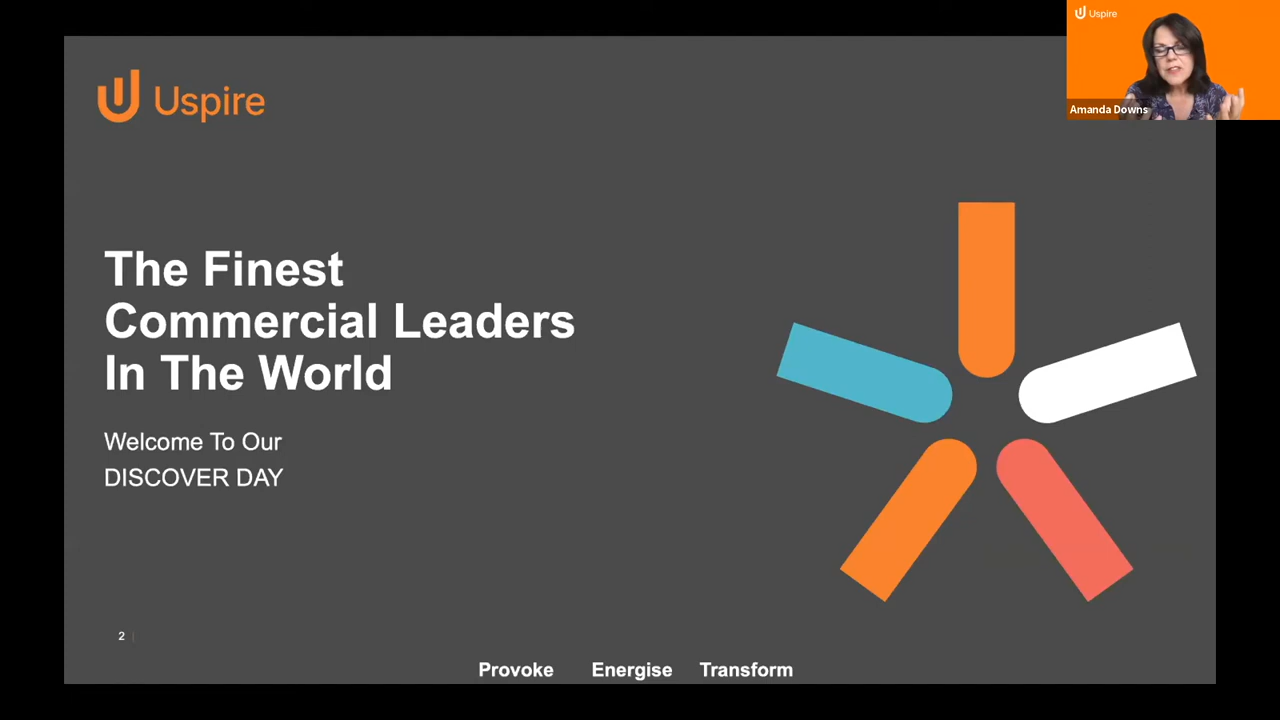 Uspire
Amanda Downs
Uspire
The Finest
Commercial Leaders
In The World
Welcome To Our
DISCOVER DAY
2
Provoke Energise Transform